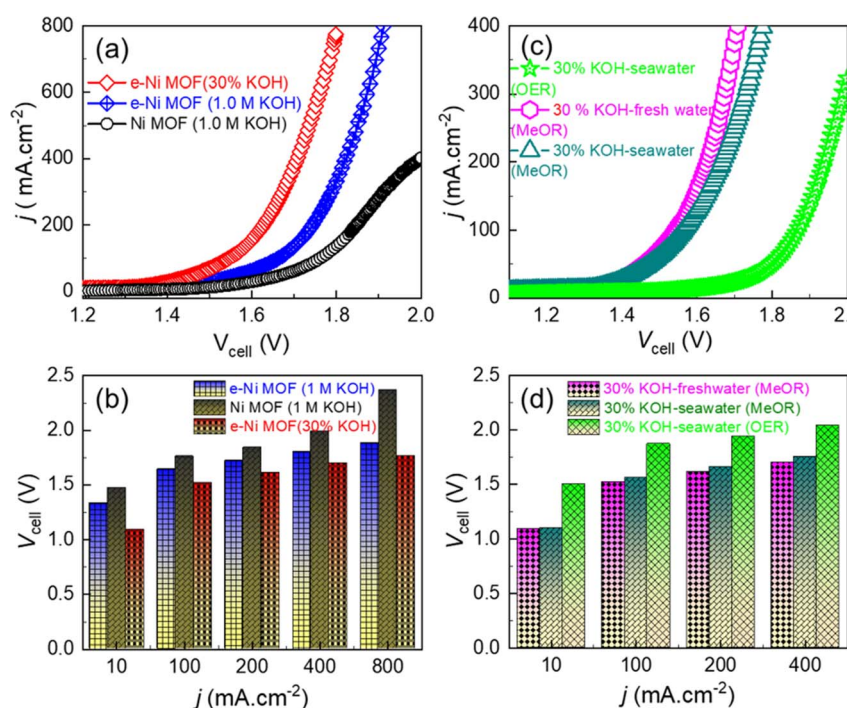 (a)
e-Ni MOF(30% KOH)
e-Ni MOF (1.0 M KOH)
Ni MOF (1.0 M KOH)
j ( mA.cm⁻²)
800
600
400
200
0
1.2 1.4 1.6 1.8 2.0
V_cell (V)
(c)
30% KOH-seawater
(OER)
30 % KOH-fresh water
(MeOR)
30% KOH-seawater
(MeOR)
j (mA.cm⁻²)
400
300
200
100
0
1.2 1.4 1.6 1.8 2.0
V_cell (V)
(b)
e-Ni MOF (1 M KOH)
Ni MOF (1 M KOH)
e-Ni MOF(30% KOH)
V_cell (V)
2.5
2.0
1.5
1.0
0.5
0.0
10 100 200 400 800
j (mA.cm⁻²)
(d)
30% KOH-freshwater (MeOR)
30% KOH-seawater (MeOR)
30% KOH-seawater (OER)
V_cell (V)
2.5
2.0
1.5
1.0
0.5
0.0
10 100 200 400
j (mA.cm⁻²)